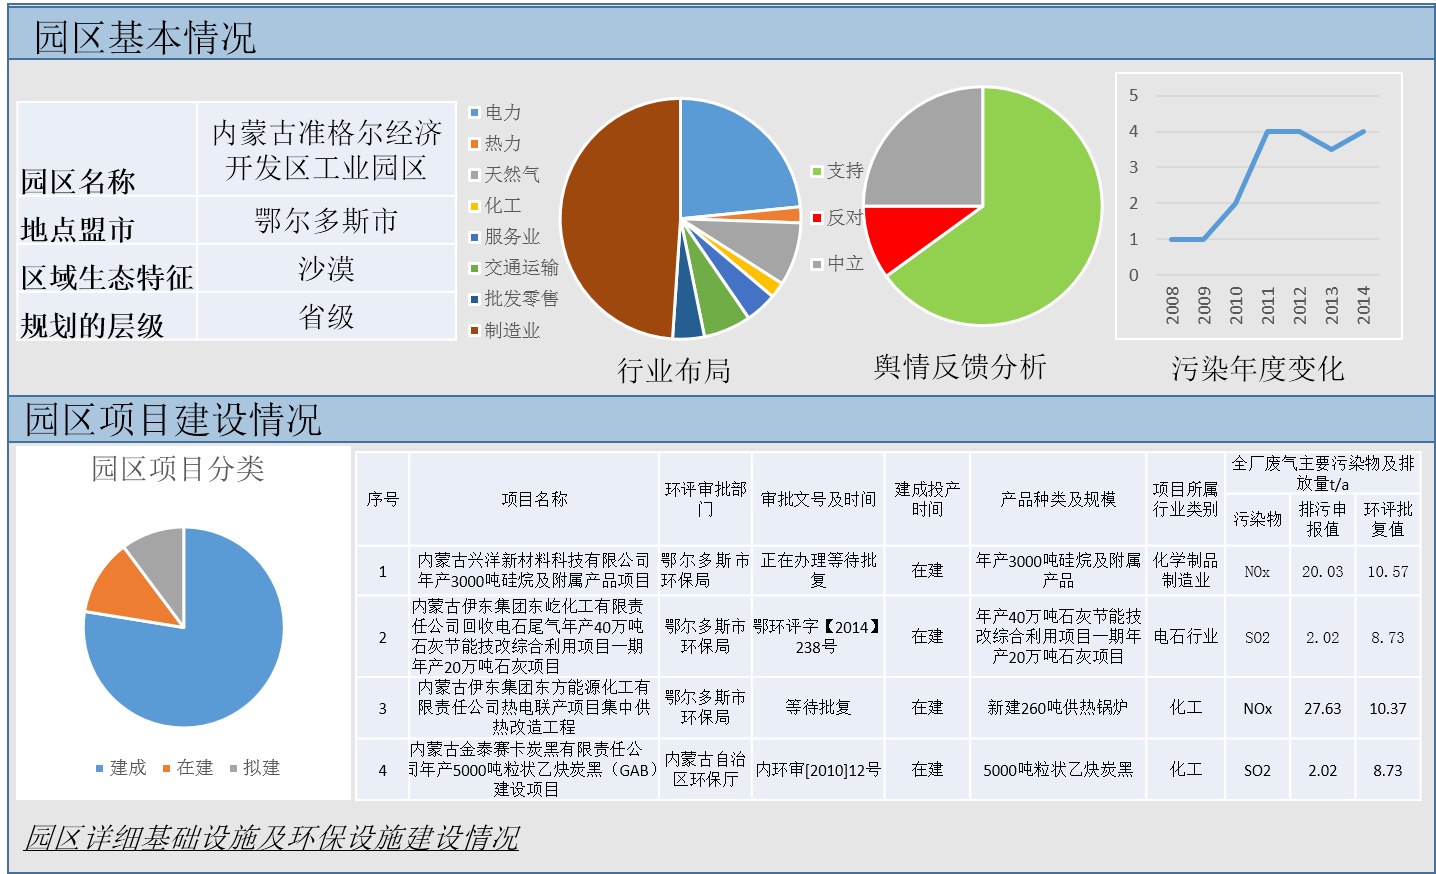 园区基本情况
园区名称
内蒙古准格尔经济
开发区工业园区
地点盟市
鄂尔多斯市
区域生态特征
沙漠
规划的层级
省级
电力
热力
天然气
化工
服务业
交通运输
批发零售
制造业
行业布局
支持
反对
中立
舆情反馈分析
5
4
3
2
1
0
2008
2009
2010
2011
2012
2013
2014
污染年度变化
园区项目建设情况
园区项目分类
建成
在建
拟建
序号
项目名称
环评审批部
门
审批文号及时间
建成投产
时间
产品种类及规模
项目所属
行业类别
全厂废气主要污染物及排
放量t/a
污染物
排污申
报值
环评批
复值
1
内蒙古兴洋新材料科技有限公司
年产3000吨硅烷及附属产品项目
鄂尔多斯市
环保局
正在办理等待批
复
在建
年产3000吨硅烷及附属
产品
化学制品
制造业
NOx
20.03
10.57
2
内蒙古伊东集团东屹化工有限责
任公司回收电石尾气年产40万吨
石灰节能技改综合利用项目一期
年产20万吨石灰项目
鄂尔多斯市
环保局
鄂环评字【2014】
238号
在建
年产40万吨石灰节能技
改综合利用项目一期年
产20万吨石灰项目
电石行业
SO2
2.02
8.73
3
内蒙古伊东集团东方能源化工有
限责任公司热电联产项目集中供
热改造工程
鄂尔多斯市
环保局
等待批复
在建
新建260吨供热锅炉
化工
NOx
27.63
10.37
4
内蒙古金泰赛卡炭黑有限责任公
司年产5000吨粒状乙炔炭黑（GAB）
建设项目
内蒙古自治
区环保厅
内环审[2010]12号
在建
5000吨粒状乙炔炭黑
化工
SO2
2.02
8.73
园区详细基础设施及环保设施建设情况